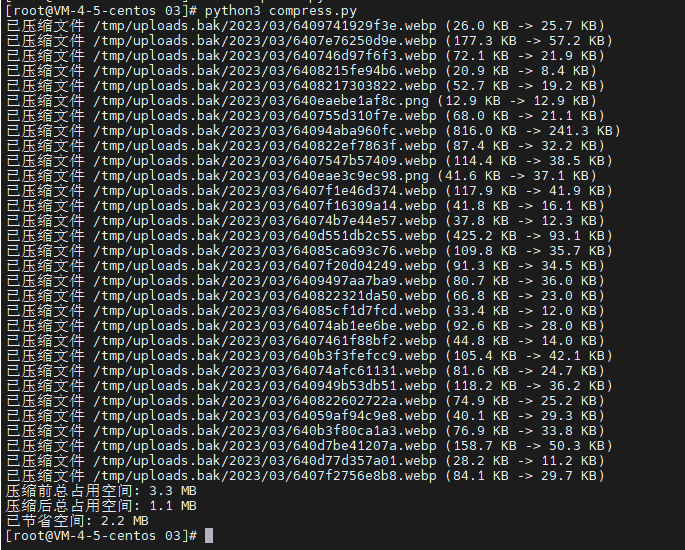 [root@VM-4-5-centos 03]# python3 compress.py
已压缩文件 /tmp/uploads.bak/2023/03/6409741929f3e.webp (26.0 KB -> 25.7 KB)
已压缩文件 /tmp/uploads.bak/2023/03/6407e76250d9e.webp (177.3 KB -> 57.2 KB)
已压缩文件 /tmp/uploads.bak/2023/03/640746d97f6f3.webp (72.1 KB -> 21.9 KB)
已压缩文件 /tmp/uploads.bak/2023/03/6408215fe94b6.webp (20.9 KB -> 8.4 KB)
已压缩文件 /tmp/uploads.bak/2023/03/6408217303822.webp (52.7 KB -> 19.2 KB)
已压缩文件 /tmp/uploads.bak/2023/03/640eaebe1af8c.png (12.9 KB -> 12.9 KB)
已压缩文件 /tmp/uploads.bak/2023/03/640755d310f7e.webp (68.0 KB -> 21.1 KB)
已压缩文件 /tmp/uploads.bak/2023/03/64094aba960fc.webp (816.0 KB -> 241.3 KB)
已压缩文件 /tmp/uploads.bak/2023/03/640822ef7863f.webp (87.4 KB -> 32.2 KB)
已压缩文件 /tmp/uploads.bak/2023/03/6407547b57409.webp (114.4 KB -> 38.5 KB)
已压缩文件 /tmp/uploads.bak/2023/03/640eae3c9ec98.png (41.6 KB -> 37.1 KB)
已压缩文件 /tmp/uploads.bak/2023/03/6407f1e46d374.webp (117.9 KB -> 41.9 KB)
已压缩文件 /tmp/uploads.bak/2023/03/6407f16309a14.webp (41.8 KB -> 16.1 KB)
已压缩文件 /tmp/uploads.bak/2023/03/64074b7e44e57.webp (37.8 KB -> 12.3 KB)
已压缩文件 /tmp/uploads.bak/2023/03/640d551db2c55.webp (425.2 KB -> 93.1 KB)
已压缩文件 /tmp/uploads.bak/2023/03/64085ca693c76.webp (109.8 KB -> 35.7 KB)
已压缩文件 /tmp/uploads.bak/2023/03/6407f20d04249.webp (91.3 KB -> 34.5 KB)
已压缩文件 /tmp/uploads.bak/2023/03/6409497aa7ba9.webp (80.7 KB -> 36.0 KB)
已压缩文件 /tmp/uploads.bak/2023/03/640822321da50.webp (66.8 KB -> 23.0 KB)
已压缩文件 /tmp/uploads.bak/2023/03/64085cf1d7fcd.webp (33.4 KB -> 12.0 KB)
已压缩文件 /tmp/uploads.bak/2023/03/64074ab1ee6be.webp (92.6 KB -> 28.0 KB)
已压缩文件 /tmp/uploads.bak/2023/03/6407461f88bf2.webp (44.8 KB -> 14.0 KB)
已压缩文件 /tmp/uploads.bak/2023/03/640b3f3fefcc9.webp (105.4 KB -> 42.1 KB)
已压缩文件 /tmp/uploads.bak/2023/03/64074afc61131.webp (81.6 KB -> 24.7 KB)
已压缩文件 /tmp/uploads.bak/2023/03/640949b53db51.webp (118.2 KB -> 36.2 KB)
已压缩文件 /tmp/uploads.bak/2023/03/640822602722a.webp (74.9 KB -> 25.2 KB)
已压缩文件 /tmp/uploads.bak/2023/03/64059af94c9e8.webp (40.1 KB -> 29.3 KB)
已压缩文件 /tmp/uploads.bak/2023/03/640b3f80ca1a3.webp (76.9 KB -> 33.8 KB)
已压缩文件 /tmp/uploads.bak/2023/03/640d7be41207a.webp (158.7 KB -> 50.3 KB)
已压缩文件 /tmp/uploads.bak/2023/03/640d77d357a01.webp (28.2 KB -> 11.2 KB)
已压缩文件 /tmp/uploads.bak/2023/03/6407f2756e8b8.webp (84.1 KB -> 29.7 KB)
压缩前总占用空间: 3.3 MB
压缩后总占用空间: 1.1 MB
已节省空间: 2.2 MB
[root@VM-4-5-centos 03]#